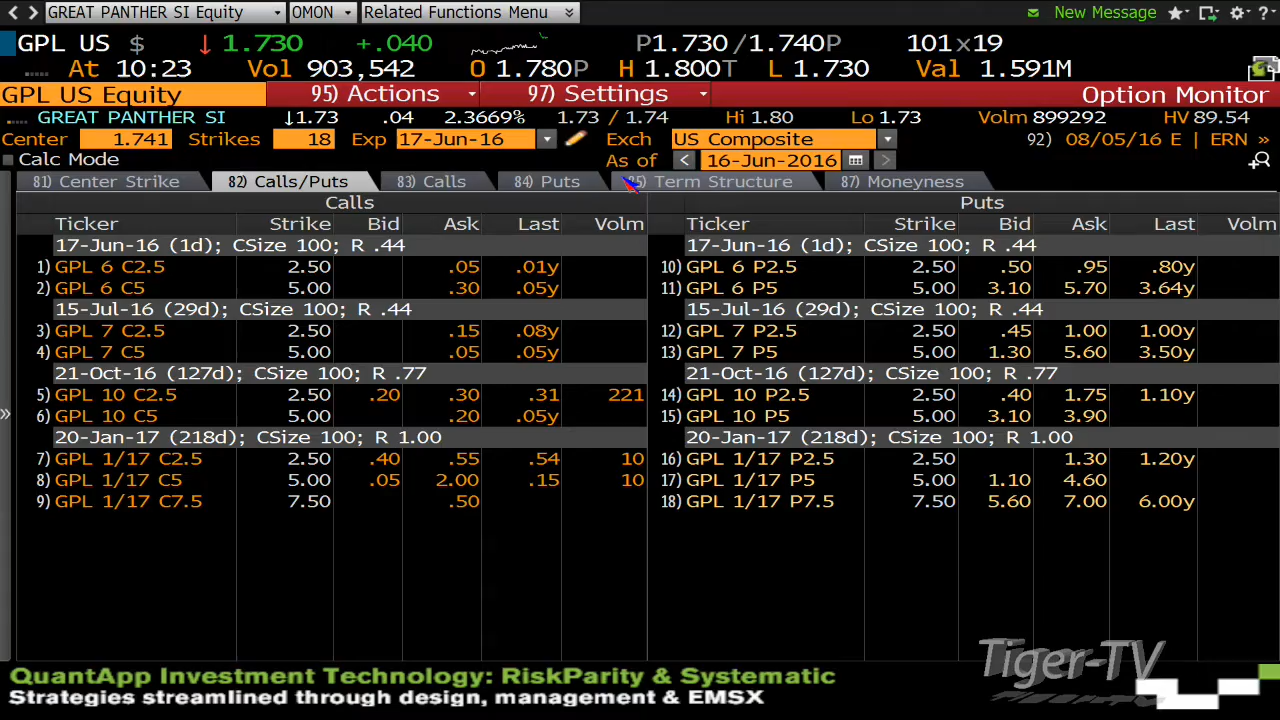 GREAT PANTHER SI Equity OMON Related Functions Menu New Message ?
GPL US $ ↓ 1.730 +.040 P1.730 /1.740P 101x19
At 10:23 Vol 903,542 O 1.780P H 1.800T L 1.730 Val 1.591M
GPL US Equity 95) Actions 97) Settings Option Monitor
GREAT PANTHER SI ↓1.73 .04 2.3669% 1.73 / 1.74 Hi 1.80 Lo 1.73 Volm 899292 HV 89.54
Center 1.741 Strikes 18 Exp 17-Jun-16 Exch US Composite 92) 08/05/16 E | ERN »
Calc Mode As of < 16-Jun-2016 >
81) Center Strike 82) Calls/Puts 83) Calls 84) Puts Term Structure 87) Moneyness
Calls Puts
Ticker Strike Bid Ask Last Volm Ticker Strike Bid Ask Last Volm
17-Jun-16 (1d); CSize 100; R .44 17-Jun-16 (1d); CSize 100; R .44
1) GPL 6 C2.5 2.50 .05 .01y 10) GPL 6 P2.5 2.50 .50 .95 .80y
2) GPL 6 C5 5.00 .30 .05y 11) GPL 6 P5 5.00 3.10 5.70 3.64y
15-Jul-16 (29d); CSize 100; R .44 15-Jul-16 (29d); CSize 100; R .44
3) GPL 7 C2.5 2.50 .15 .08y 12) GPL 7 P2.5 2.50 .45 1.00 1.00y
4) GPL 7 C5 5.00 .05 .05y 13) GPL 7 P5 5.00 1.30 5.60 3.50y
21-Oct-16 (127d); CSize 100; R .77 21-Oct-16 (127d); CSize 100; R .77
5) GPL 10 C2.5 2.50 .20 .30 .31 221 14) GPL 10 P2.5 2.50 .40 1.75 1.10y
6) GPL 10 C5 5.00 .20 .05y 15) GPL 10 P5 5.00 3.10 3.90
20-Jan-17 (218d); CSize 100; R 1.00 20-Jan-17 (218d); CSize 100; R 1.00
7) GPL 1/17 C2.5 2.50 .40 .55 .54 10 16) GPL 1/17 P2.5 2.50 1.30 1.20y
8) GPL 1/17 C5 5.00 .05 2.00 .15 10 17) GPL 1/17 P5 5.00 1.10 4.60
9) GPL 1/17 C7.5 7.50 .50 18) GPL 1/17 P7.5 7.50 5.60 7.00 6.00y
Tiger-TV
QuantApp Investment Technology: RiskParity & Systematic
Strategies streamlined through design, management & EMSX